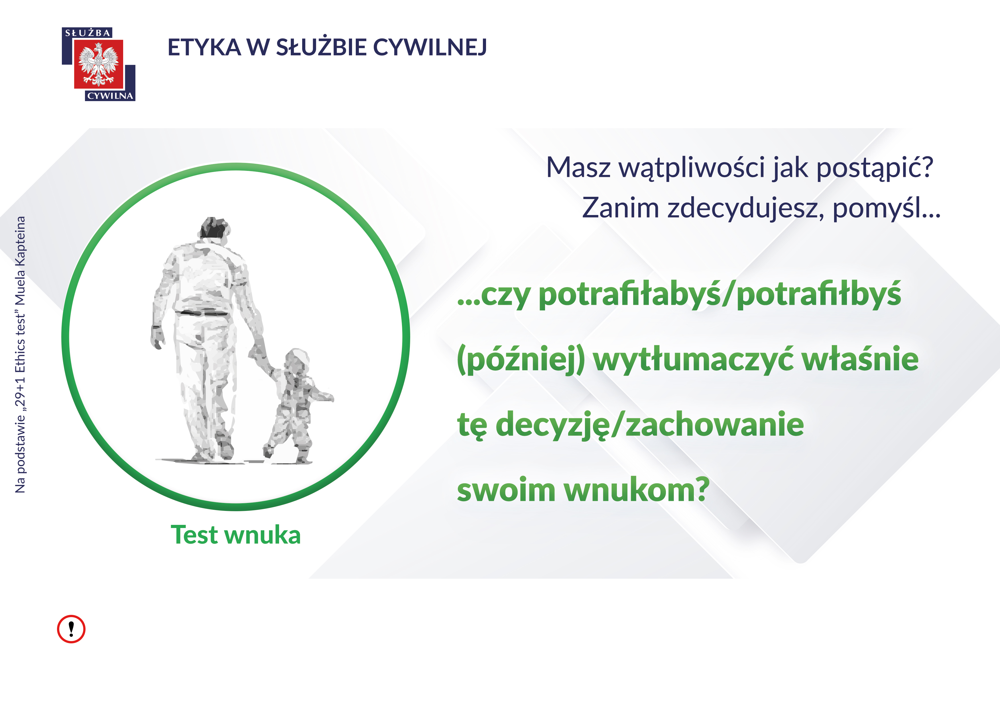 SŁUŻBA
CYWILNA
ETYKA W SŁUŻBIE CYWILNEJ
Masz wątpliwości jak postąpić?
Zanim zdecydujesz, pomyśl...
...czy potrafiłabyś/potrafiłbyś
(później) wytłumaczyć właśnie
tę decyzję/zachowanie
swoim wnukom?
Test wnuka
Na podstawie „29+1 Ethics test” Muela Kapteina
!